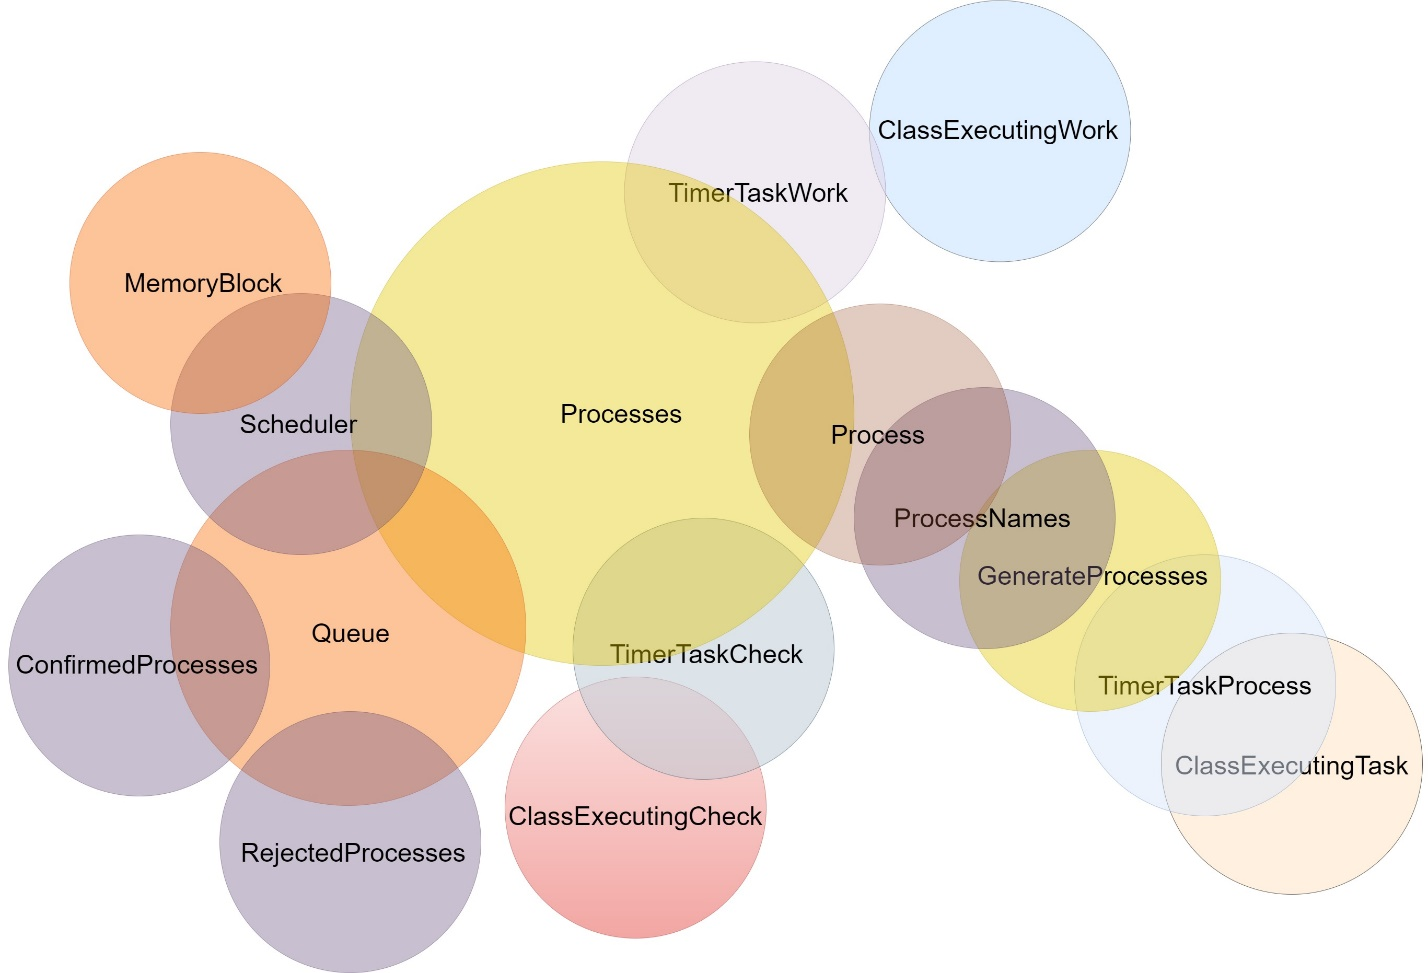 ClassExecutingWork
TimerTaskWork
MemoryBlock
Processes
Scheduler
Process
ProcessNames
GenerateProcesses
Queue
TimerTaskCheck
ConfirmedProcesses
TimerTaskProcess
ClassExecutingTask
ClassExecutingCheck
RejectedProcesses